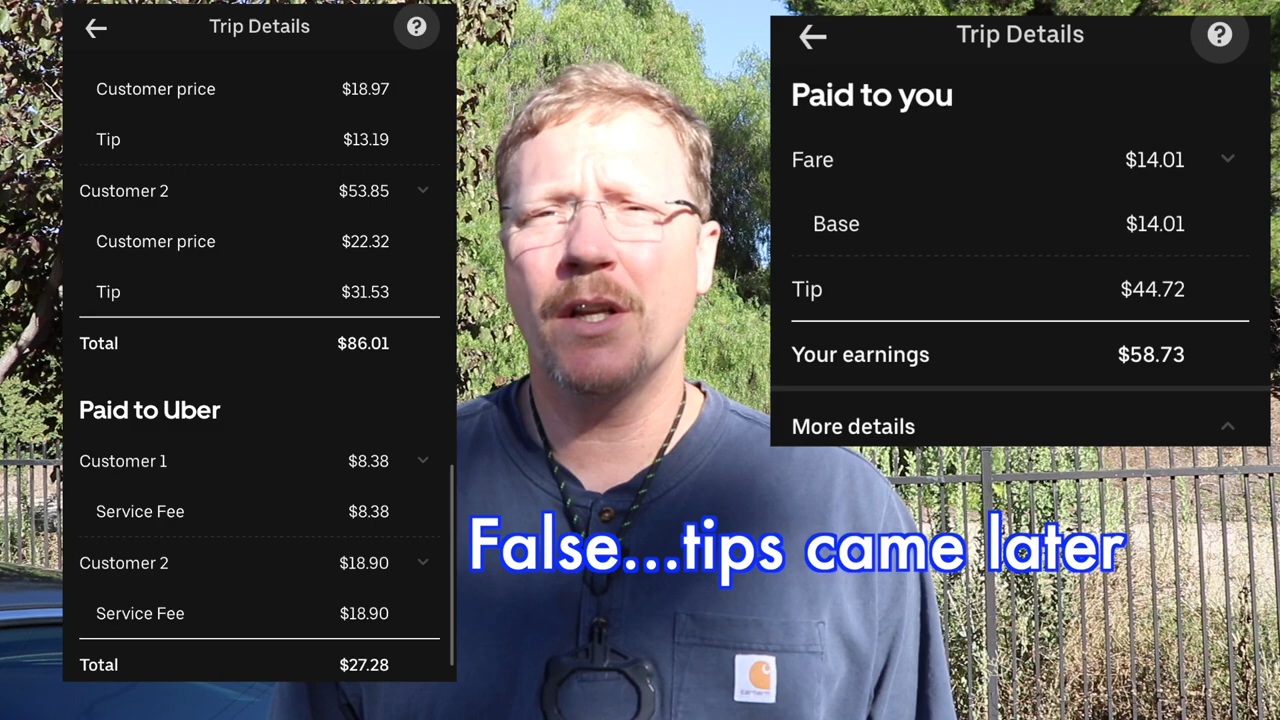 Trip Details
Customer price $18.97
Tip $13.19
Customer 2 $53.85
Customer price $22.32
Tip $31.53
Total $86.01
Paid to Uber
Customer 1 $8.38
Service Fee $8.38
Customer 2 $18.90
Service Fee $18.90
Total $27.28
Trip Details
Paid to you
Fare $14.01
Base $14.01
Tip $44.72
Your earnings $58.73
More details
False...tips came later
carhartt